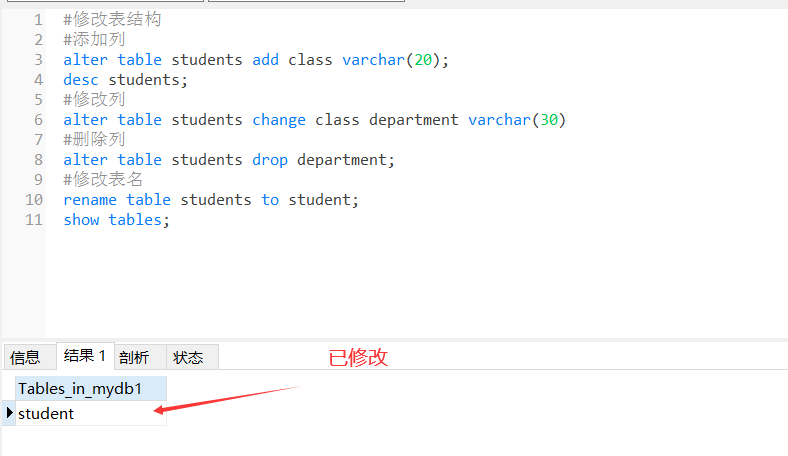 1 #修改表结构
2 #添加列
3 alter table students add class varchar(20);
4 desc students;
5 #修改列
6 alter table students change class department varchar(30)
7 #删除列
8 alter table students drop department;
9 #修改表名
10 rename table students to student;
11 show tables;
信息 结果 1 剖析 状态
已修改
Tables_in_mydb1
student